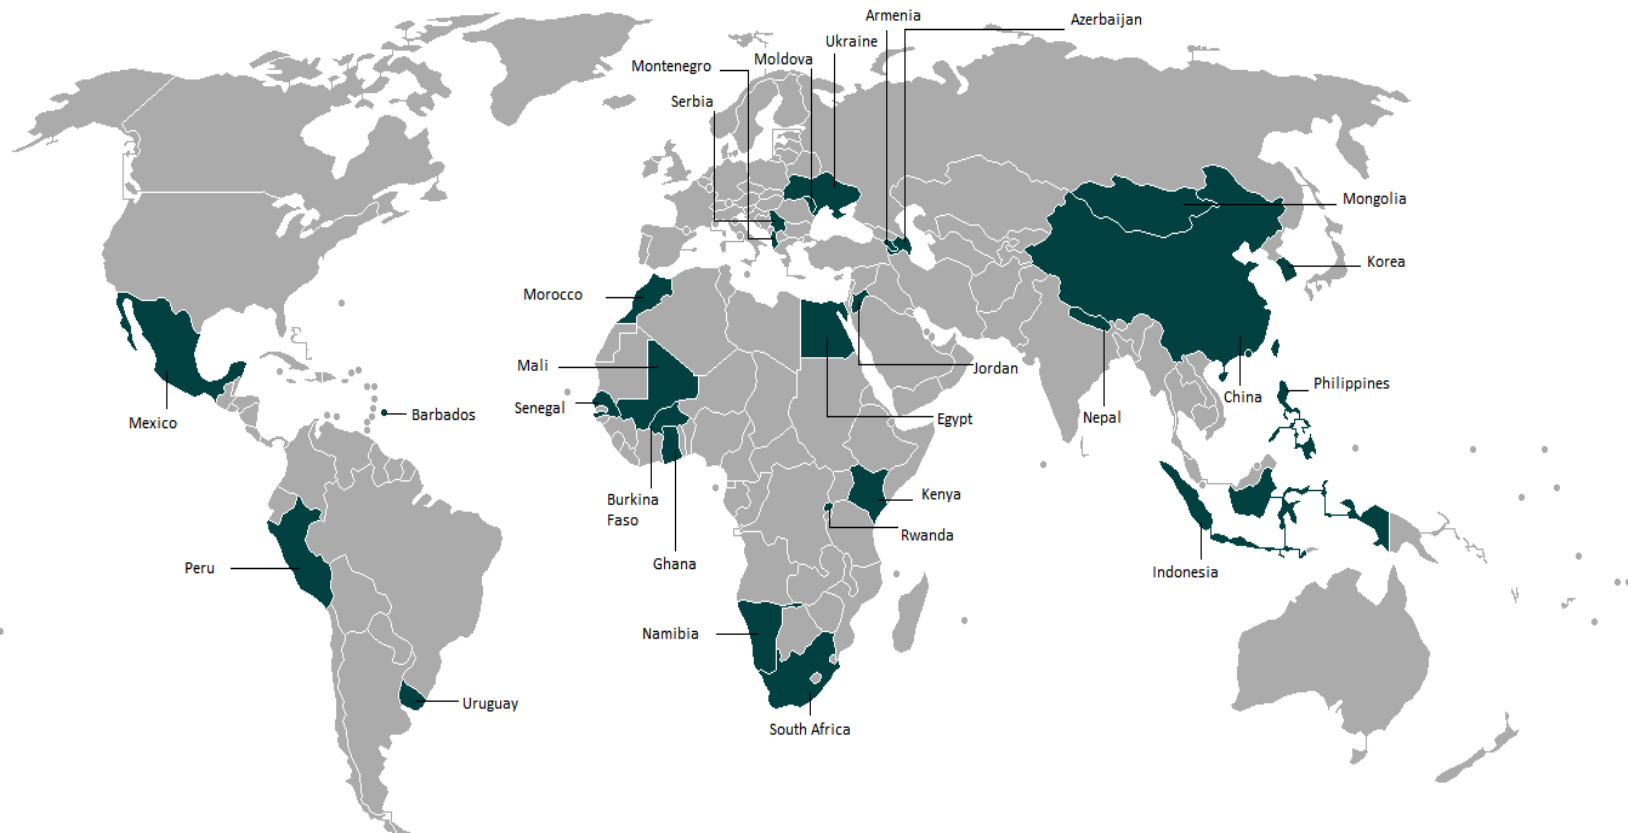 Armenia
Azerbaijan
Ukraine
Moldova
Montenegro
Serbia
Mongolia
Korea
Morocco
Mali
Jordan
Philippines
China
Senegal
Barbados
Egypt
Nepal
Mexico
Burkina
Faso
Kenya
Rwanda
Ghana
Peru
Indonesia
Namibia
Uruguay
South Africa